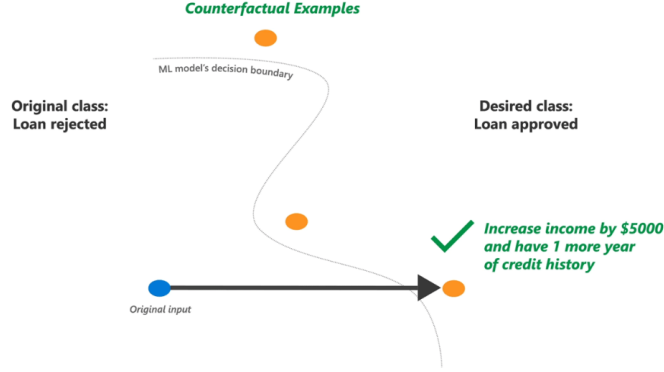 Counterfactual Examples
ML model's decision boundary
Original class:
Loan rejected
Desired class:
Loan approved
Increase income by $5000
and have 1 more year
of credit history
Original input